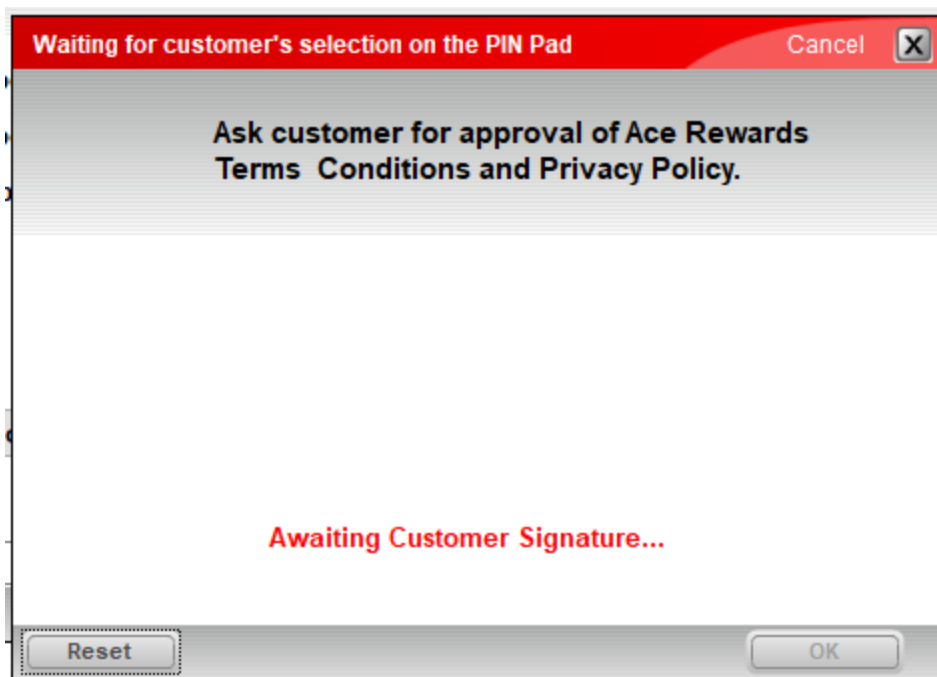 Waiting for customer's selection on the PIN Pad
Cancel
X
Ask customer for approval of Ace Rewards
Terms  Conditions and Privacy Policy.
Awaiting Customer Signature...
Reset
OK